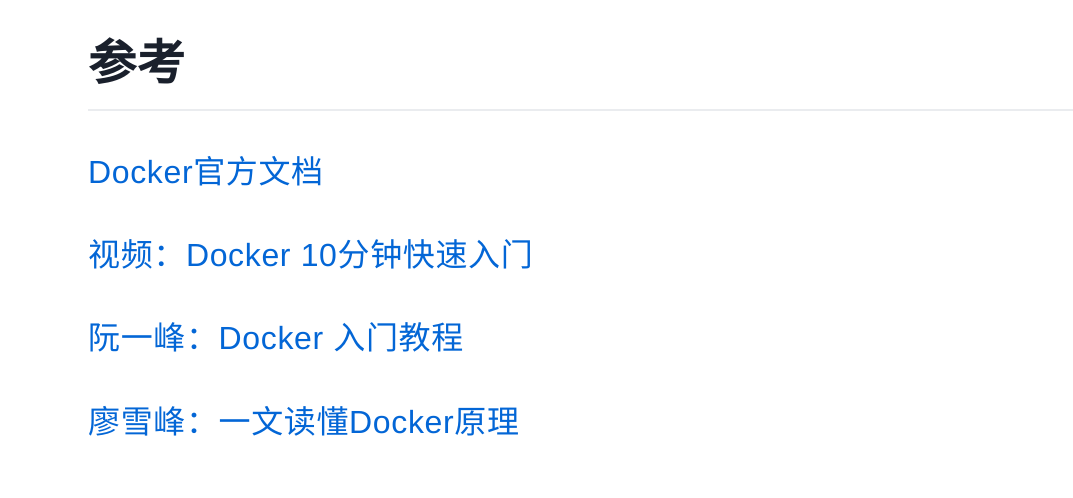 参考
Docker官方文档
视频：Docker 10分钟快速入门
阮一峰：Docker 入门教程
廖雪峰：一文读懂Docker原理